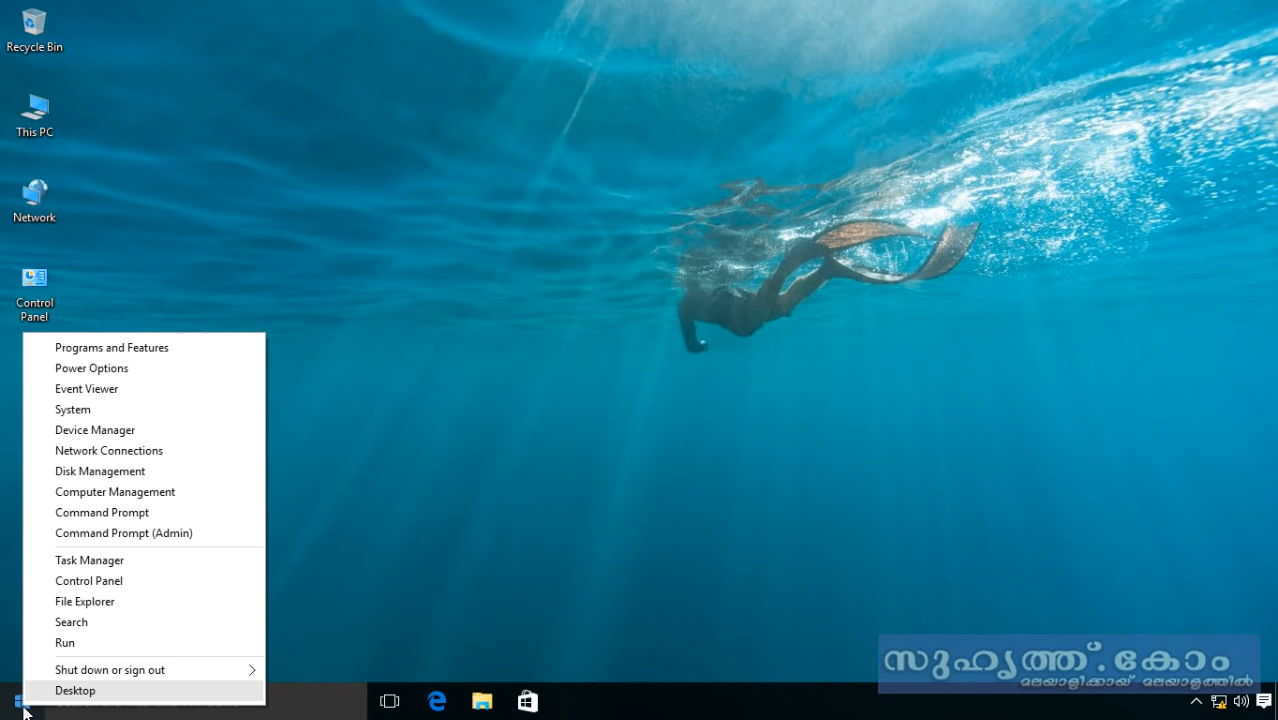 Recycle Bin
This PC
Network
Control
Panel
Programs and Features
Power Options
Event Viewer
System
Device Manager
Network Connections
Disk Management
Computer Management
Command Prompt
Command Prompt (Admin)
Task Manager
Control Panel
File Explorer
Search
Run
Shut down or sign out
Desktop
സുഹൃത്ത്.കോം
മലയാളിക്കായ് മലയാളത്തിൽ